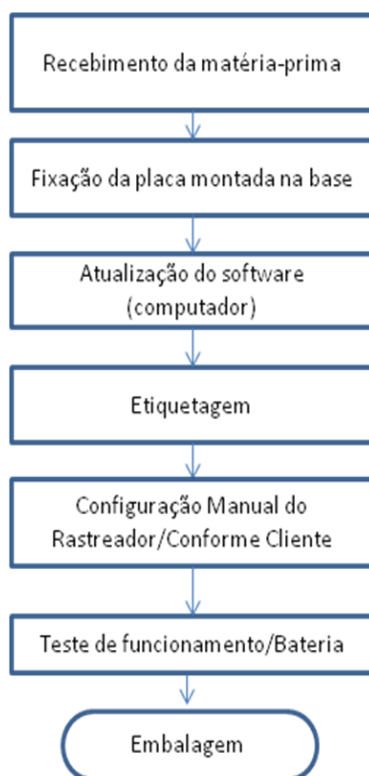 Recebimento da matéria-prima
Fixação da placa montada na base
Atualização do software
(computador)
Etiquetagem
Configuração Manual do
Rastreador/Conforme Cliente
Teste de funcionamento/Bateria
Embalagem